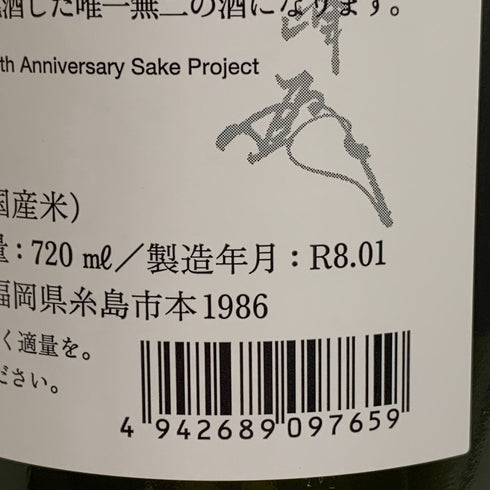 酒した唯一無二の酒になります。
th Anniversary Sake Project
国産米)
量:720 ㎖／製造年月:R8.01
福岡県糸島市本1986
く適量を。
ださい。
4 942689 097659